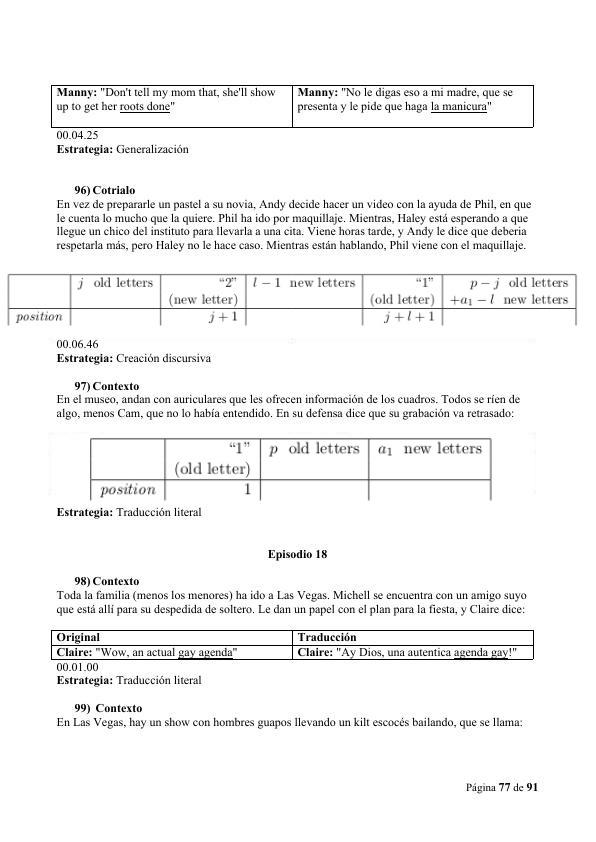 Manny: "Don't tell my mom that, she'll show Manny: "No le digas eso a mi madre, que se
up to get her roots done" presenta y le pide que haga la manicura"
00.04.25
Estrategia: Generalización
96) Cotrialo
En vez de prepararle un pastel a su novia, Andy decide hacer un video con la ayuda de Phil, en que
le cuenta lo mucho que la quiere. Phil ha ido por maquillaje. Mientras, Haley está esperando a que
llegue un chico del instituto para llevarla a una cita. Viene horas tarde, y Andy le dice que deberia
respetarla más, pero Haley no le hace caso. Mientras están hablando, Phil viene con el maquillaje.
j old letters "2" l − 1 new letters "1" p − j old letters
(new letter) (old letter) +a₁ − l new letters
position j + 1 j + l + 1
00.06.46
Estrategia: Creación discursiva
97) Contexto
En el museo, andan con auriculares que les ofrecen información de los cuadros. Todos se ríen de
algo, menos Cam, que no lo había entendido. En su defensa dice que su grabación va retrasado:
"1" p old letters a₁ new letters
(old letter)
position 1
Estrategia: Traducción literal
Episodio 18
98) Contexto
Toda la familia (menos los menores) ha ido a Las Vegas. Michell se encuentra con un amigo suyo
que está allí para su despedida de soltero. Le dan un papel con el plan para la fiesta, y Claire dice:
Original Traducción
Claire: "Wow, an actual gay agenda" Claire: "Ay Dios, una autentica agenda gay!"
00.01.00
Estrategia: Traducción literal
99) Contexto
En Las Vegas, hay un show con hombres guapos llevando un kilt escocés bailando, que se llama:
Página 77 de 91